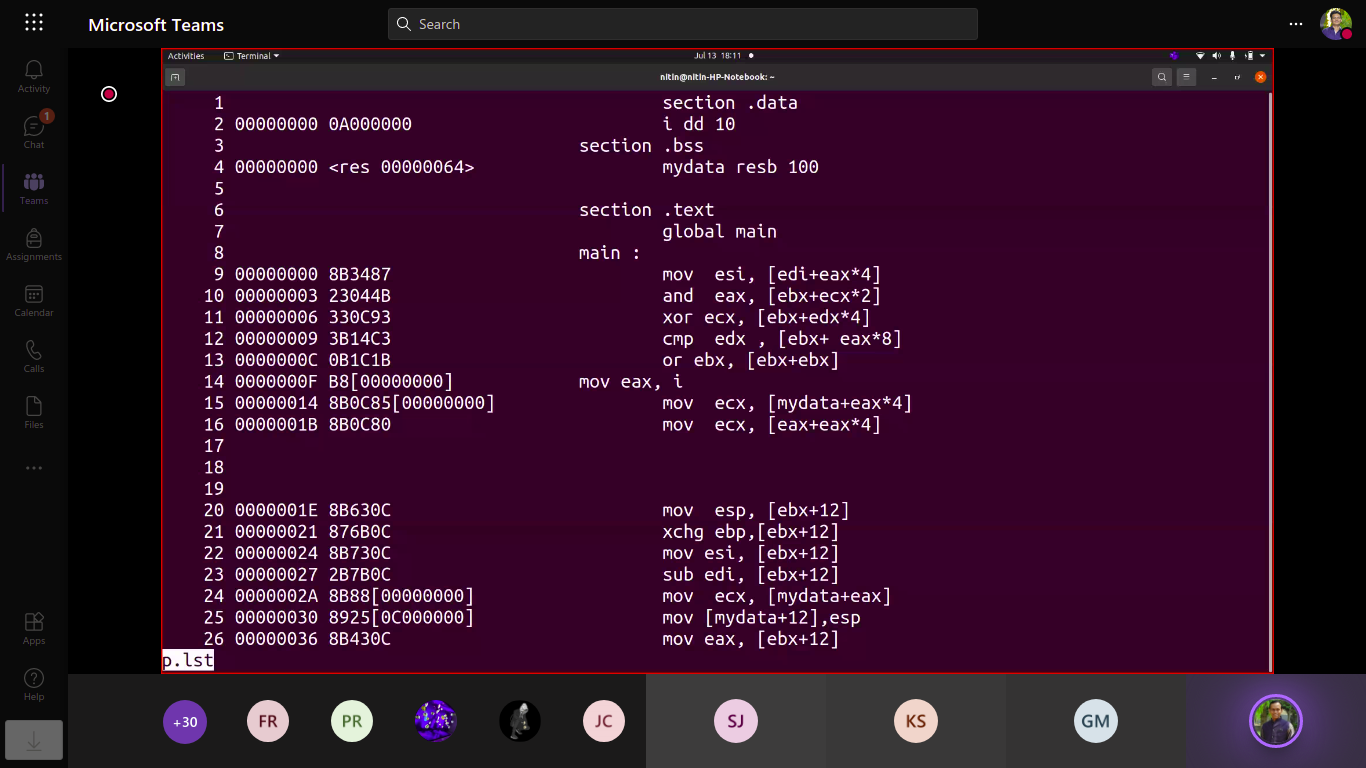 Microsoft Teams
Search
Activity
1
Chat
Teams
Assignments
Calendar
Calls
Files
Apps
Help
Activities Terminal Jul 13 18:11
nitin@nitin-HP-Notebook: ~
1 section .data
2 00000000 0A000000 i dd 10
3 section .bss
4 00000000 <res 00000064> mydata resb 100
5
6 section .text
7 global main
8 main :
9 00000000 8B3487 mov esi, [edi+eax*4]
10 00000003 23044B and eax, [ebx+ecx*2]
11 00000006 330C93 xor ecx, [ebx+edx*4]
12 00000009 3B14C3 cmp edx , [ebx+ eax*8]
13 0000000C 0B1C1B or ebx, [ebx+ebx]
14 0000000F B8[00000000] mov eax, i
15 00000014 8B0C85[00000000] mov ecx, [mydata+eax*4]
16 0000001B 8B0C80 mov ecx, [eax+eax*4]
17
18
19
20 0000001E 8B630C mov esp, [ebx+12]
21 00000021 876B0C xchg ebp,[ebx+12]
22 00000024 8B730C mov esi, [ebx+12]
23 00000027 2B7B0C sub edi, [ebx+12]
24 0000002A 8B88[00000000] mov ecx, [mydata+eax]
25 00000030 8925[0C000000] mov [mydata+12],esp
26 00000036 8B430C mov eax, [ebx+12]
p.lst
+30 FR PR JC SJ KS GM